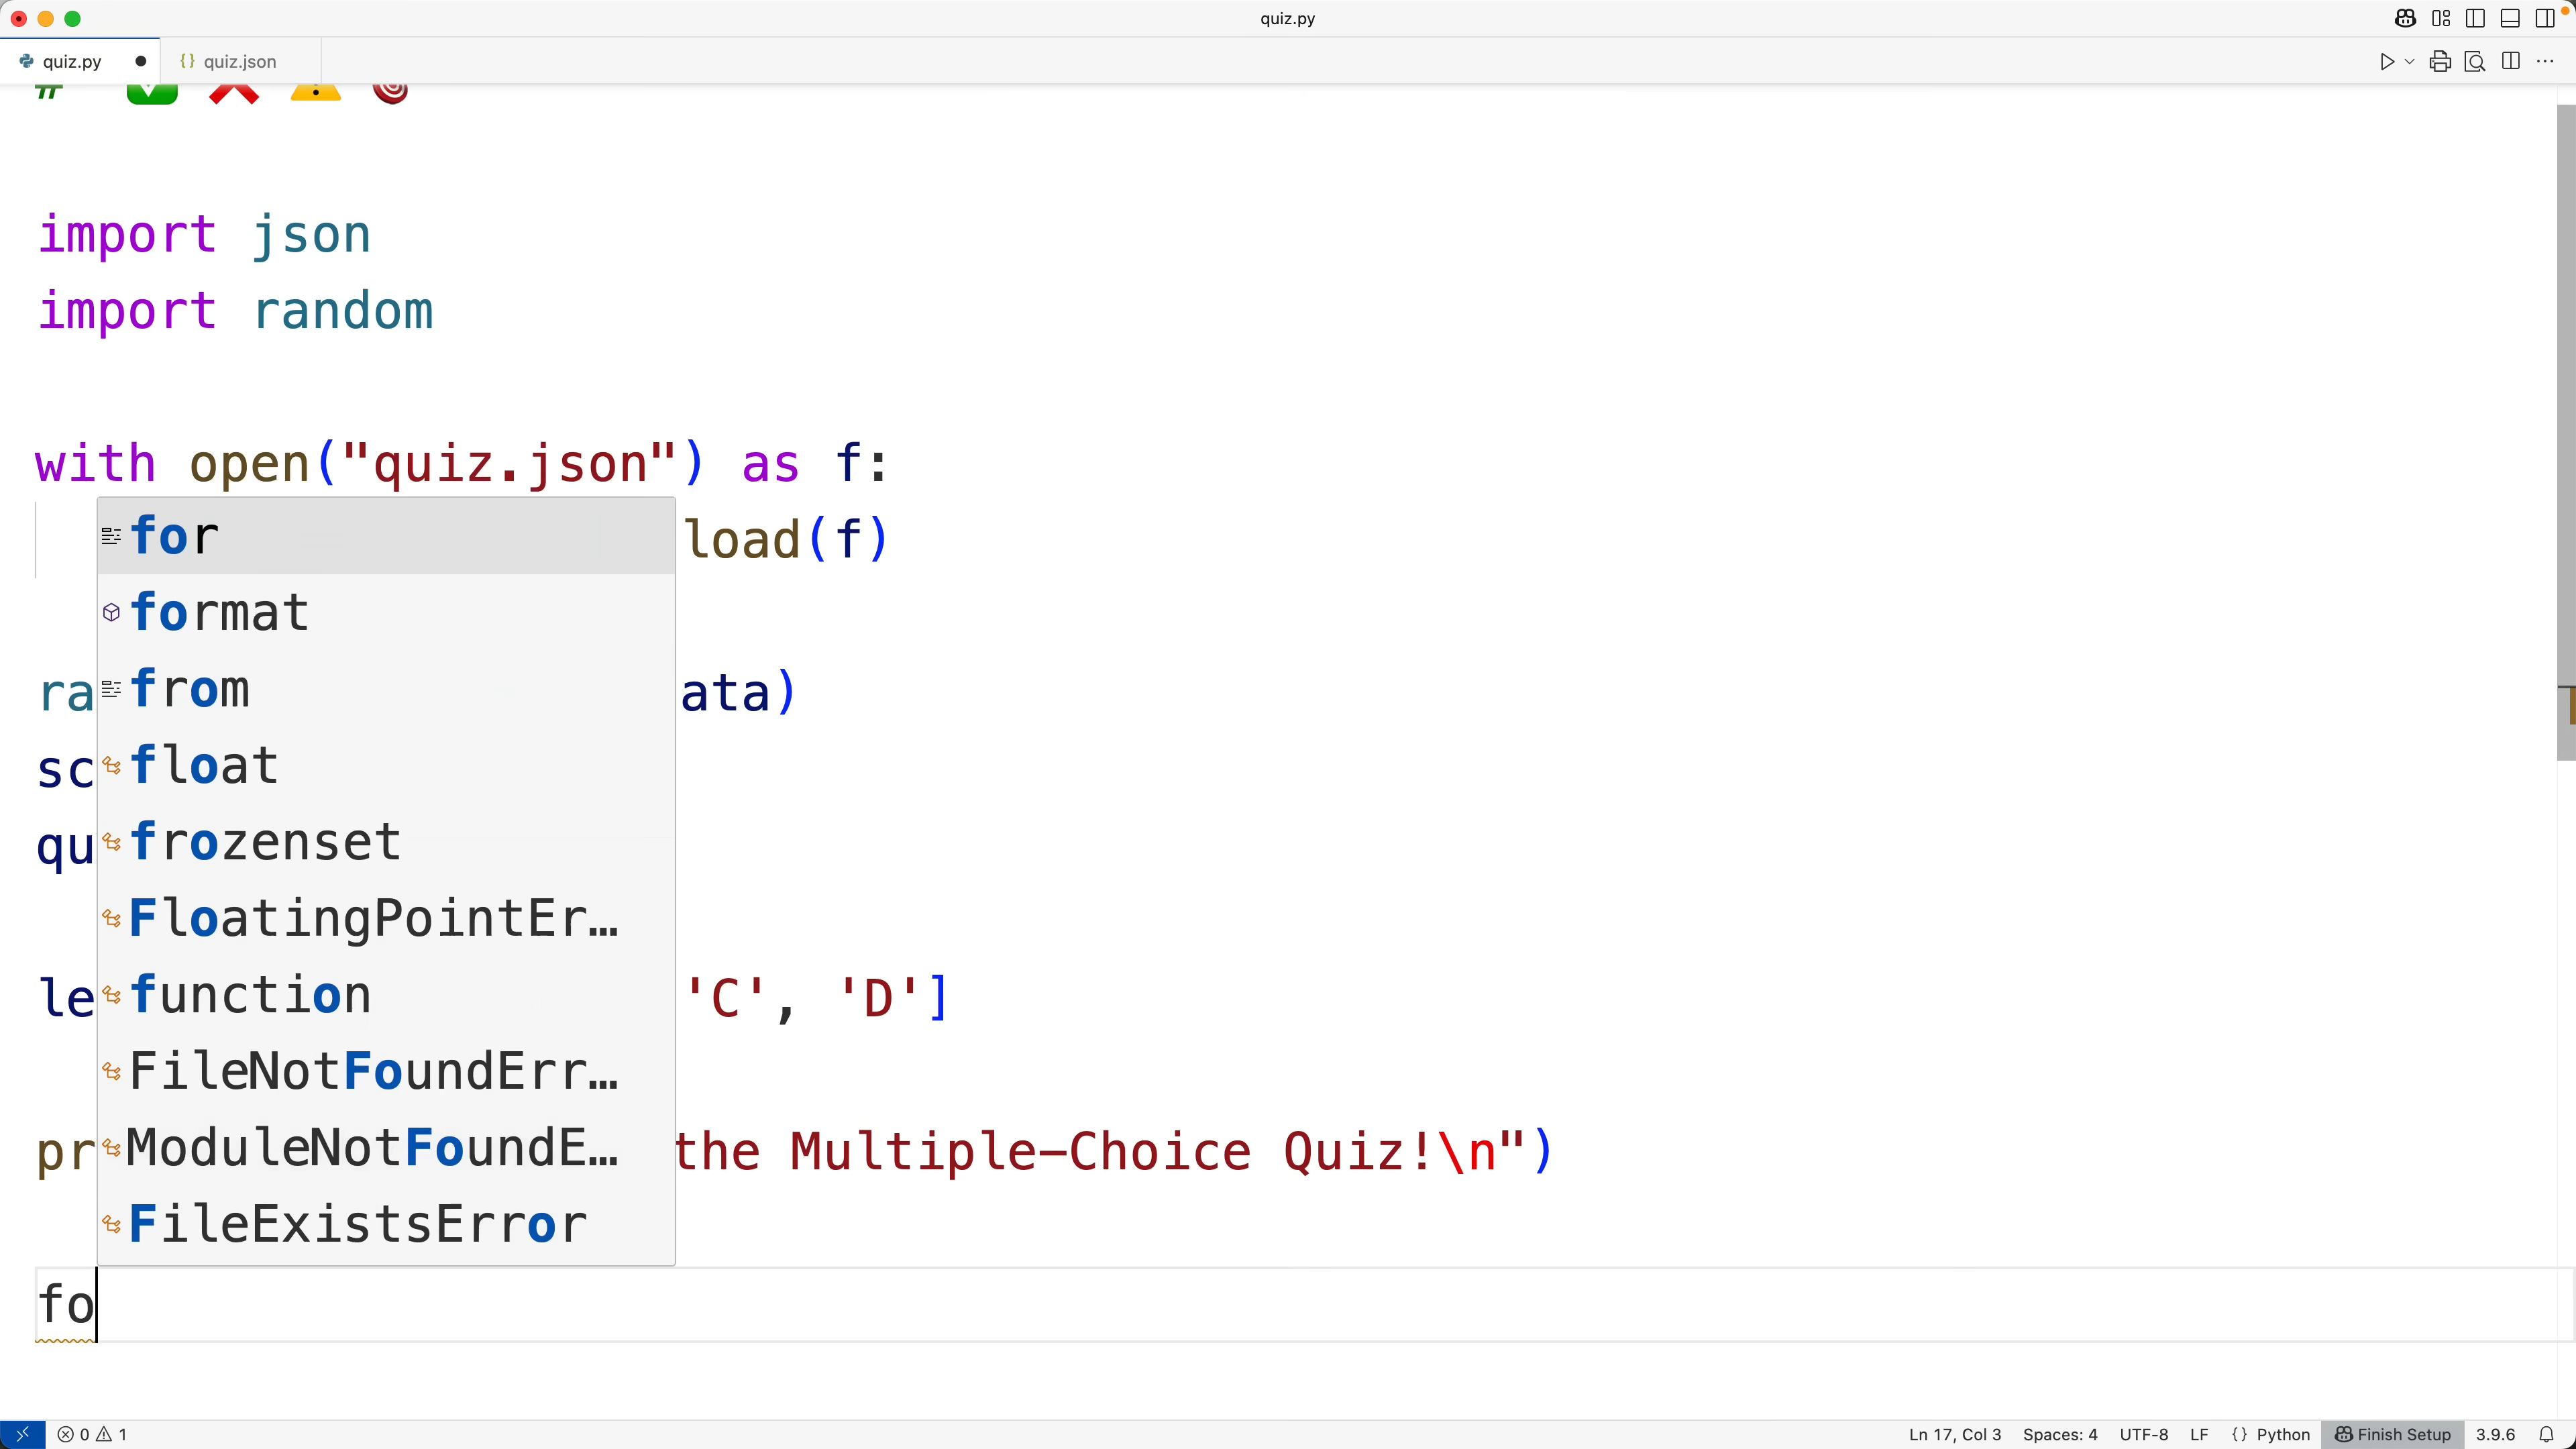 quiz.py
quiz.py
quiz.json
# ✅ ❌ ⚠️ 🎯
import json
import random
with open("quiz.json") as f:
load(f)
for
format
ra
from
ata)
sc
float
qu
frozenset
FloatingPointEr…
le
function
'C', 'D']
FileNotFoundErr…
pr
ModuleNotFoundE…
the Multiple-Choice Quiz!\n")
FileExistsError
fo
0
1
Ln 17, Col 3
Spaces: 4
UTF-8
LF
{} Python
Finish Setup
3.9.6